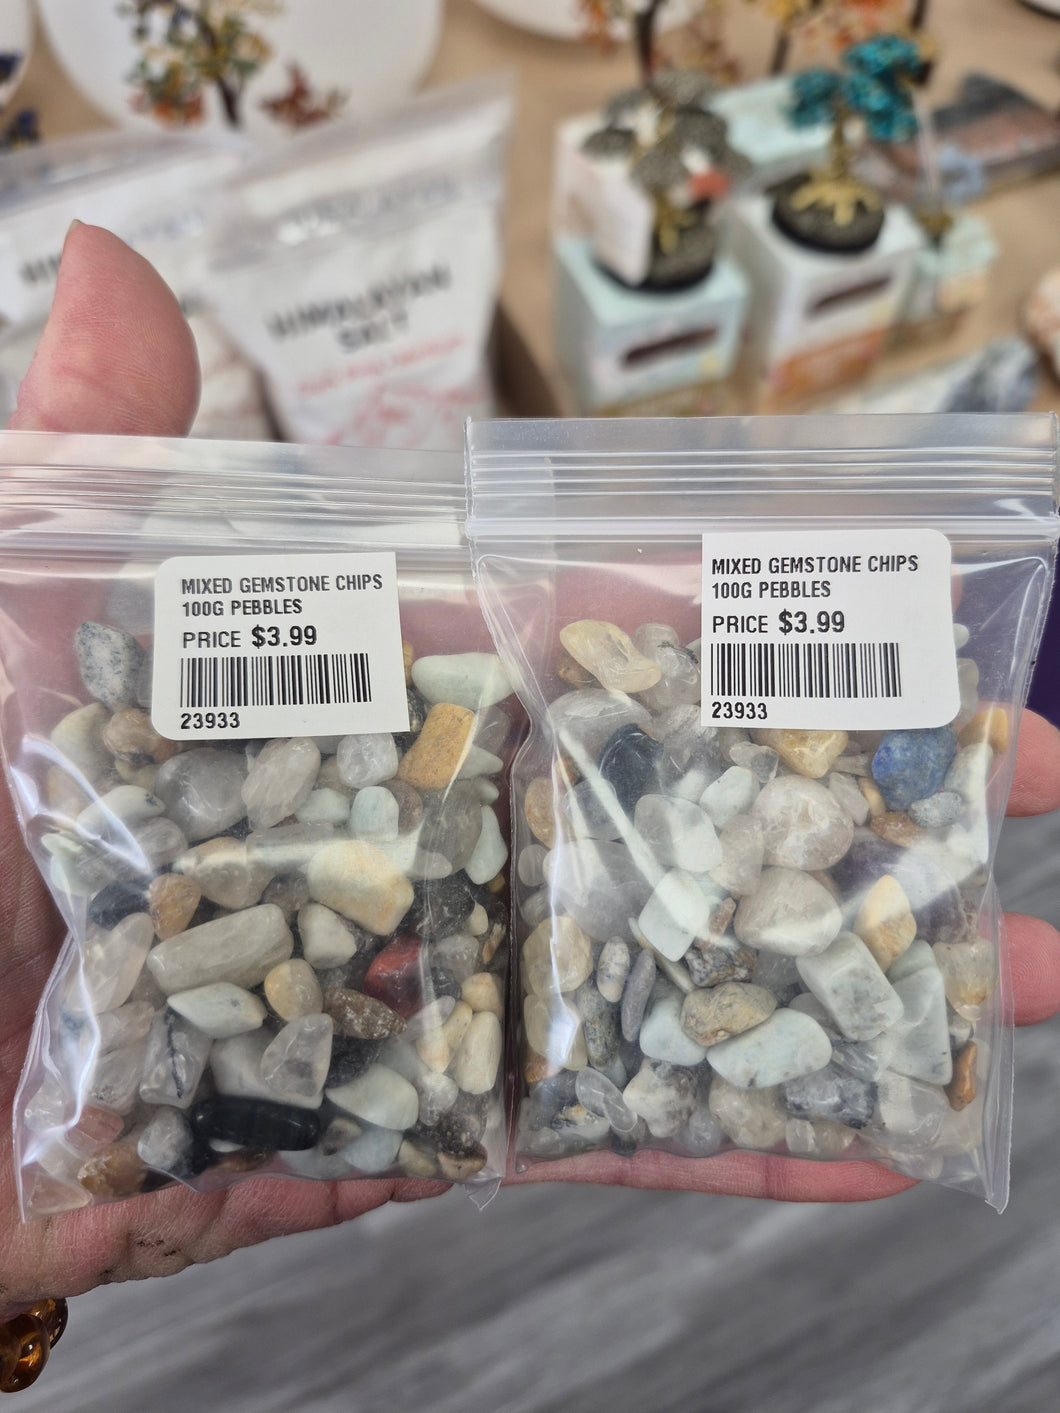 HIMALAYAN
SALT
MIXED GEMSTONE CHIPS
100G PEBBLES
PRICE $3.99
23933
MIXED GEMSTONE CHIPS
100G PEBBLES
PRICE $3.99
23933